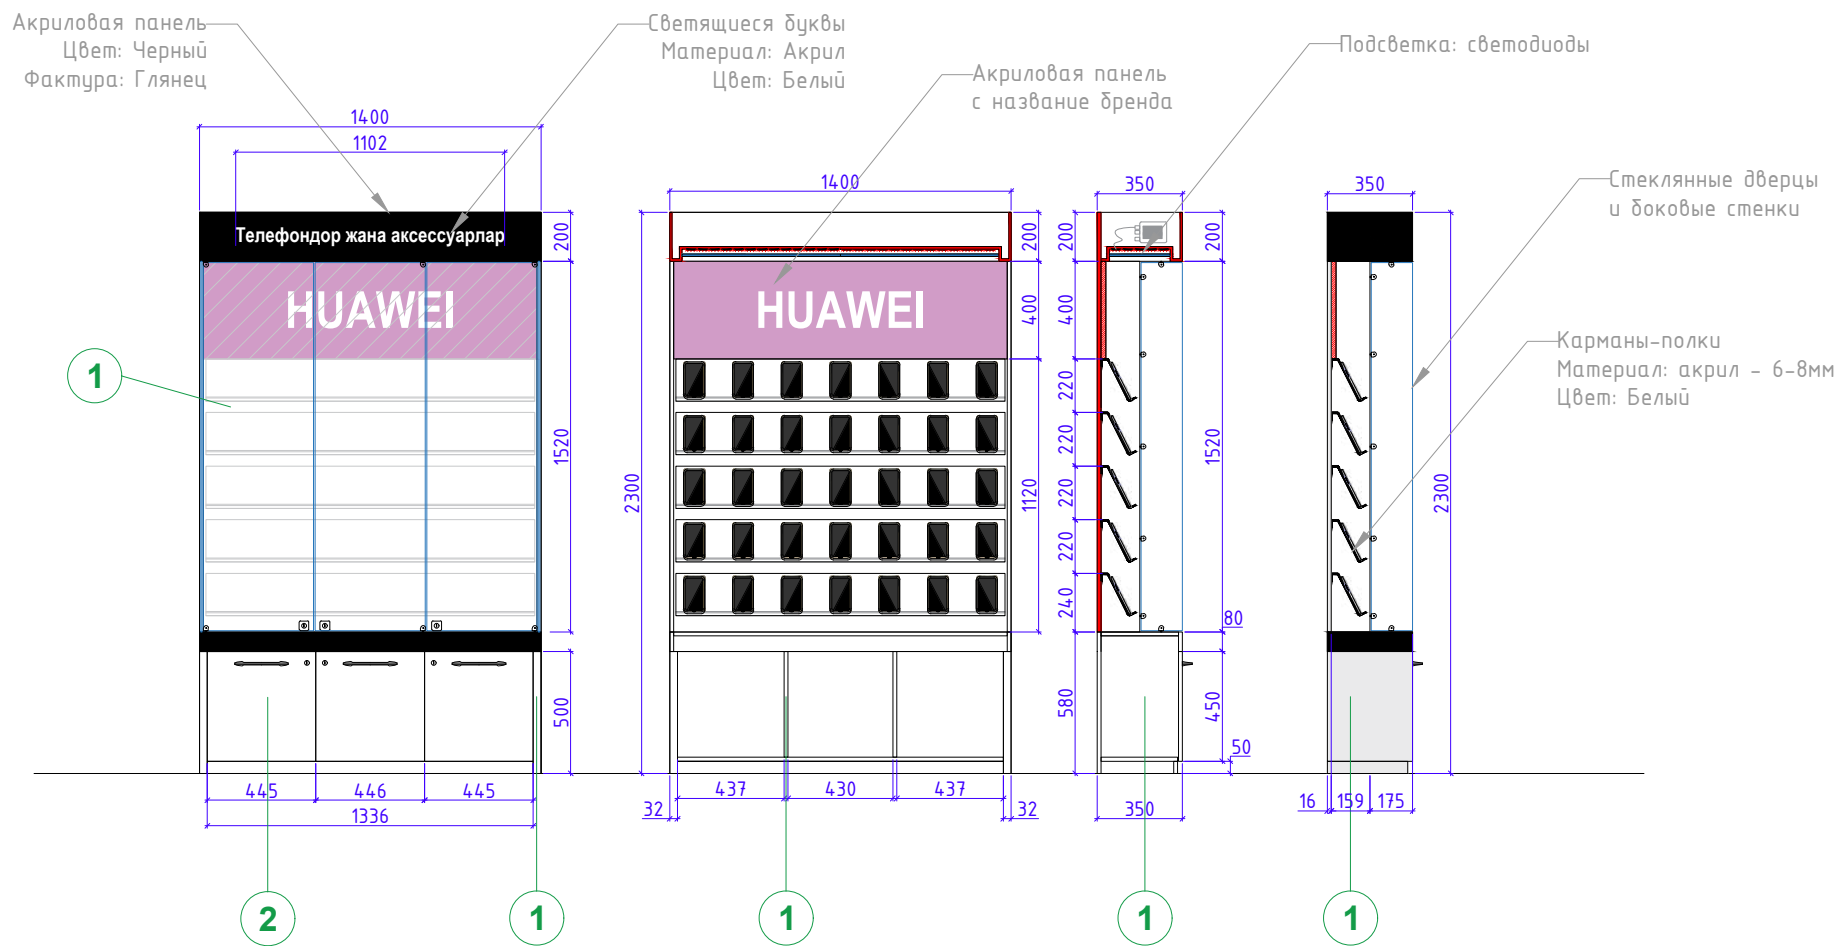 Акриловая панель
Цвет: Черный
Фактура: Глянец
Светящиеся буквы
Материал: Акрил
Цвет: Белый
Акриловая панель
с название бренда
Подсветка: светодиоды
Стеклянные дверцы
и боковые стенки
Карманы-полки
Материал: акрил - 6-8мм
Цвет: Белый
1400
1102
Телефондор жана аксессуарлар
HUAWEI
200
1520
500
445
446
445
1336
1
2
1
1400
HUAWEI
2300
200
400
1120
437
430
437
32
32
1
350
200
400
220
220
220
220
240
580
200
1520
80
450
50
350
1
350
2300
16
159
175
1